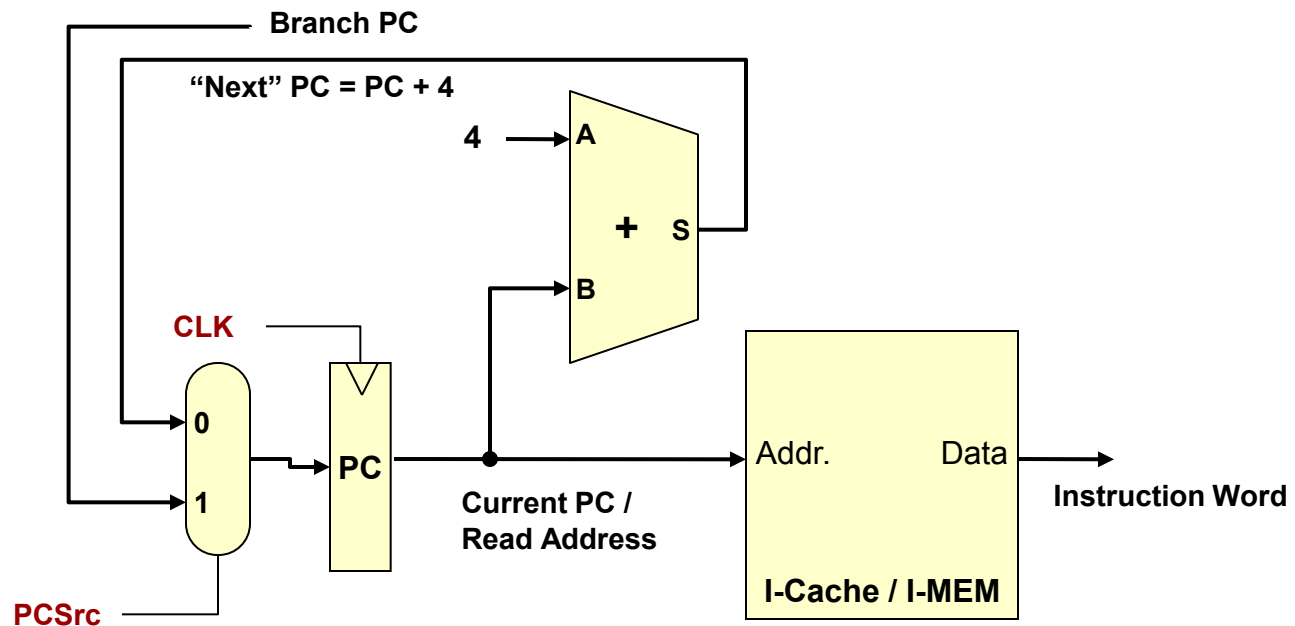 Branch PC
“Next” PC = PC + 4
4
A
+
S
B
CLK
0
1
PC
Addr.
Data
Current PC /
Read Address
Instruction Word
I-Cache / I-MEM
PCSrc